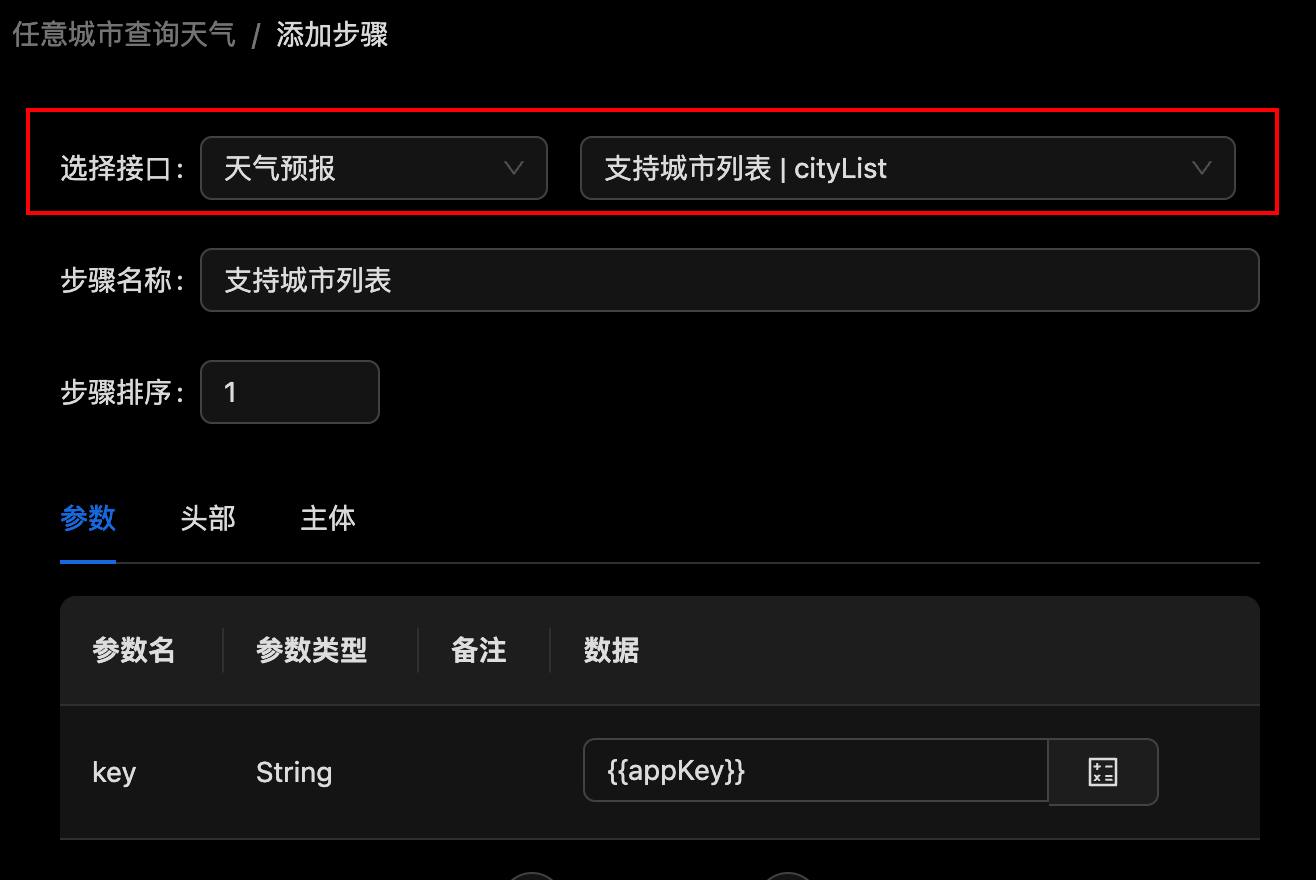 任意城市查询天气 / 添加步骤
选择接口: 天气预报 支持城市列表 | cityList
步骤名称: 支持城市列表
步骤排序: 1
参数 头部 主体
参数名 参数类型 备注 数据
key String {{appKey}}